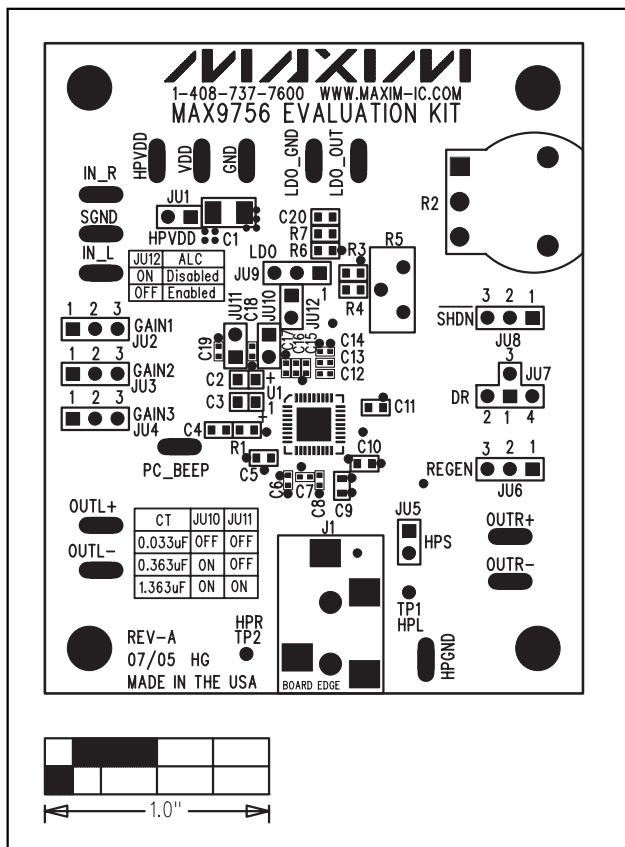 MAXIM
1-408-737-7600 WWW.MAXIM-IC.COM
MAX9756 EVALUATION KIT
HPVDD
VDD
GND
LDO_GND
LDO_OUT
IN_R
SGND
IN_L
JU1
HPVDD
C1
C20
R7
R6
R5
R2
R3
R4
LDO
JU9
1
JU12 ALC
ON Disabled
OFF Enabled
JU11
C18
JU10
JU12
C19
C17
C16
C15
C14
C13
C12
1 2 3
GAIN1
JU2
1 2 3
GAIN2
JU3
1 2 3
GAIN3
JU4
C2
+
U1
C3
1
+
C4
R1
C5
C11
C10
C6
C7
C8
C9
3 2 1
SHDN
JU8
3
JU7
DR
2 1 4
3 2 1
REGEN
JU6
PC_BEEP
OUTL+
OUTL-
CT JU10 JU11
0.033uF OFF OFF
0.363uF ON OFF
1.363uF ON ON
J1
JU5
HPS
OUTR+
OUTR-
TP1
HPL
HPR
TP2
HPGND
REV-A
07/05 HG
MADE IN THE USA
BOARD EDGE
1.0"